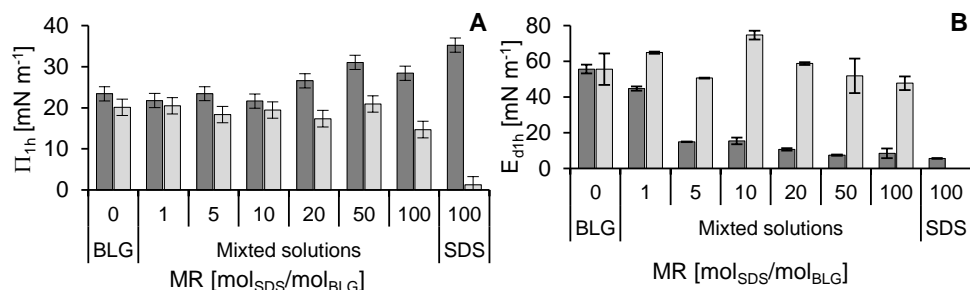 A
Π1h [mN m-1]
40
30
20
10
0
0 1 5 10 20 50 100 100
BLG Mixted solutions SDS
MR [molSDS/molBLG]
B
Ed1h [mN m-1]
80
60
40
20
0
0 1 5 10 20 50 100 100
BLG Mixted solutions SDS
MR [molSDS/molBLG]